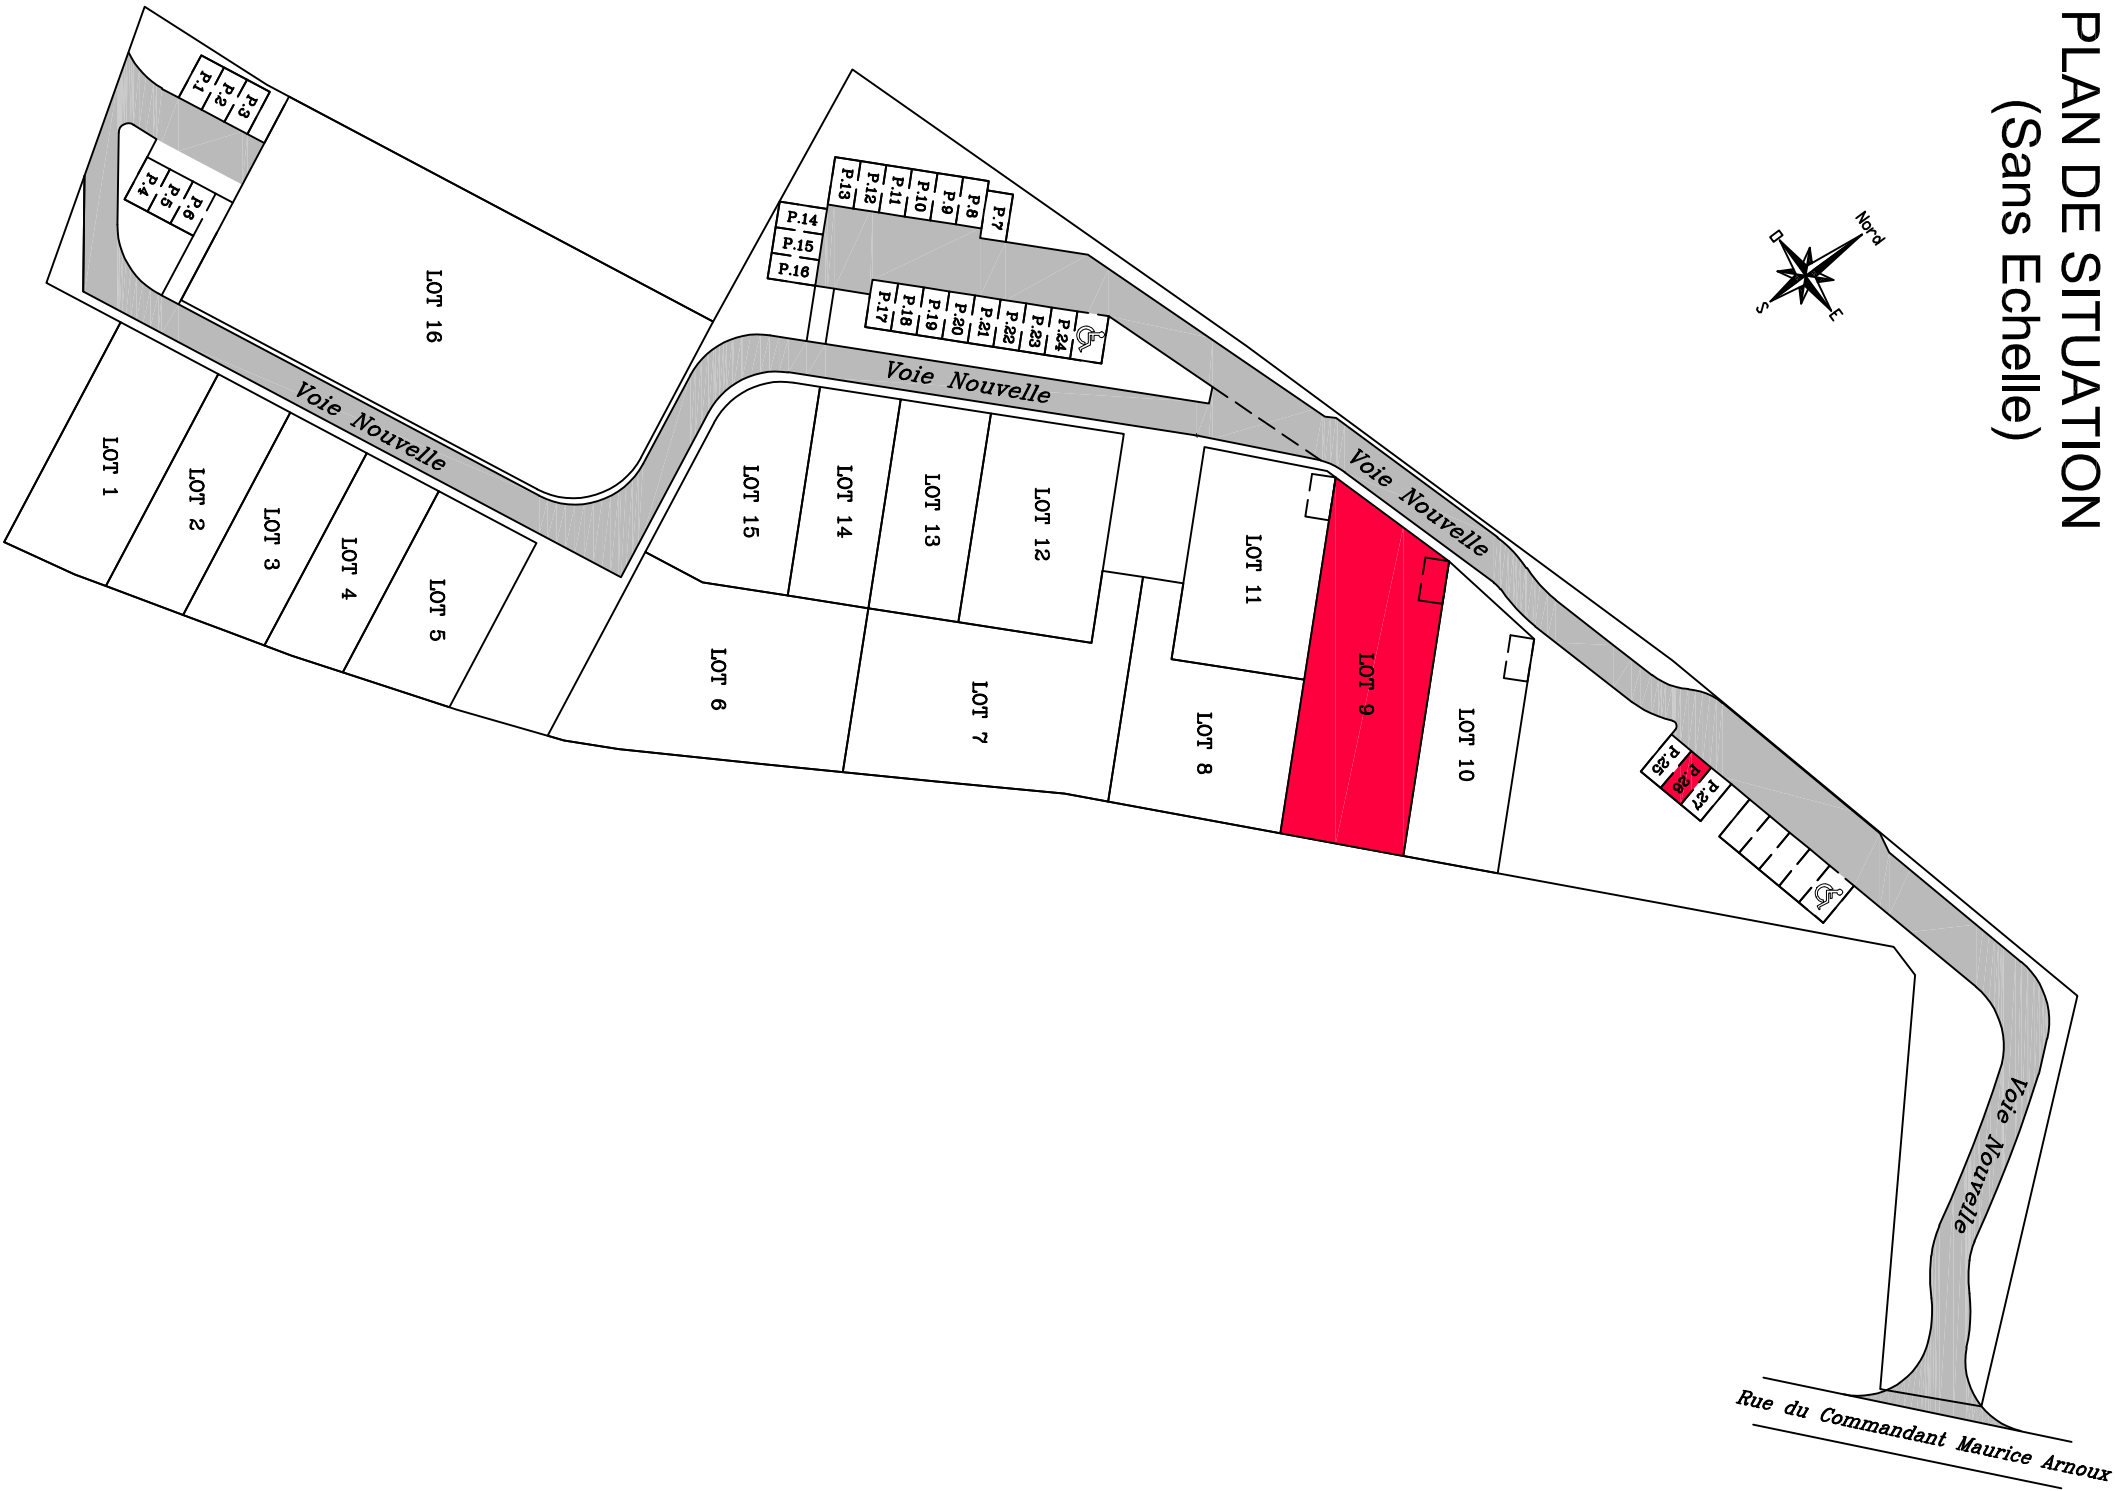 PLAN DE SITUATION
(Sans Echelle)
Nord
E
S
O
P.1
P.2
P.3
P.4
P.5
P.6
P.7
P.8
P.9
P.10
P.11
P.12
P.13
P.14
P.15
P.16
P.17
P.18
P.19
P.20
P.21
P.22
P.23
P.24
P.25
P.26
P.27
LOT 16
LOT 1
LOT 2
LOT 3
LOT 4
LOT 5
LOT 6
LOT 7
LOT 8
LOT 9
LOT 10
LOT 11
LOT 12
LOT 13
LOT 14
LOT 15
Voie Nouvelle
Voie Nouvelle
Voie Nouvelle
Voie Nouvelle
Rue du Commandant Maurice Arnoux